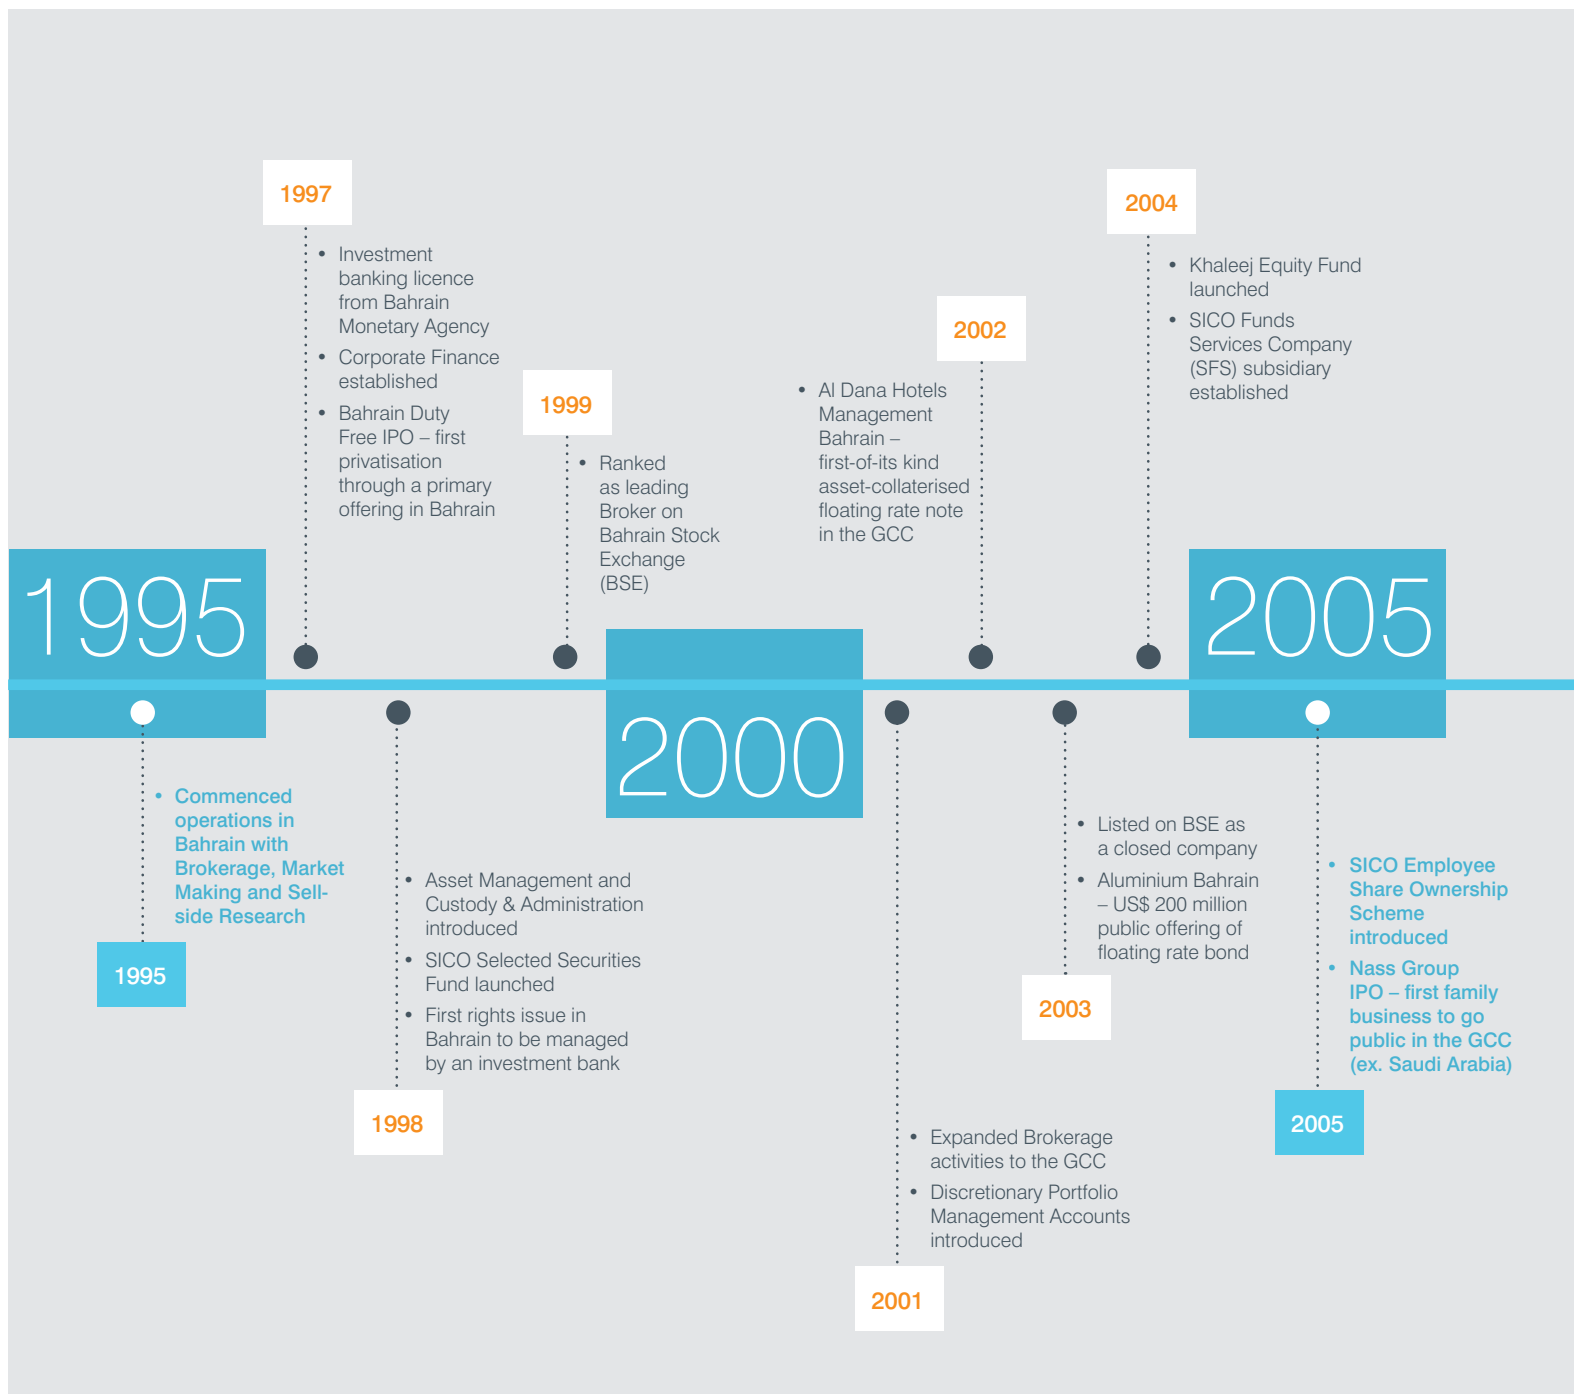 1997
• Investment
banking licence
from Bahrain
Monetary Agency
• Corporate Finance
established
• Bahrain Duty
Free IPO – first
privatisation
through a primary
offering in Bahrain
1999
• Ranked
as leading
Broker on
Bahrain Stock
Exchange
(BSE)
2002
• Al Dana Hotels
Management
Bahrain –
first-of-its kind
asset-collaterised
floating rate note
in the GCC
2004
• Khaleej Equity Fund
launched
• SICO Funds
Services Company
(SFS) subsidiary
established
1995
2000
2005
• Commenced
operations in
Bahrain with
Brokerage, Market
Making and Sell-
side Research
1995
• Asset Management and
Custody & Administration
introduced
• SICO Selected Securities
Fund launched
• First rights issue in
Bahrain to be managed
by an investment bank
1998
• Expanded Brokerage
activities to the GCC
• Discretionary Portfolio
Management Accounts
introduced
2001
• Listed on BSE as
a closed company
• Aluminium Bahrain
– US$ 200 million
public offering of
floating rate bond
2003
• SICO Employee
Share Ownership
Scheme
introduced
• Nass Group
IPO – first family
business to go
public in the GCC
(ex. Saudi Arabia)
2005